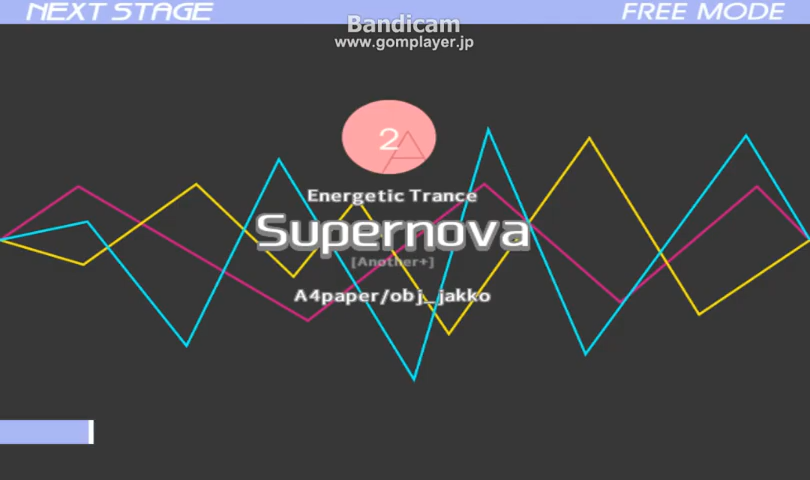 NEXT STAGE
FREE MODE
Bandicam
www.gomplayer.jp
2
Energetic Trance
Supernova
[Another+]
A4paper/obj_jakko